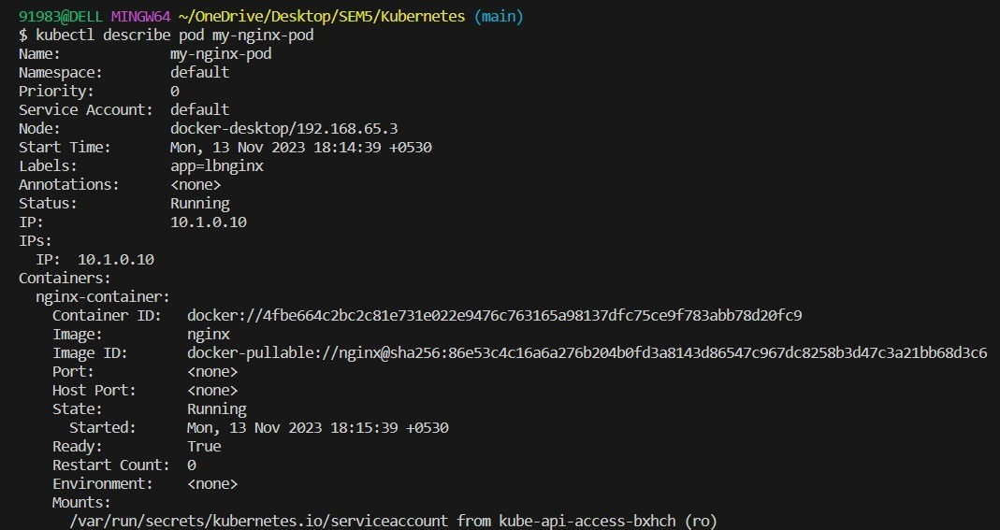 91983@DELL MINGW64 ~/OneDrive/Desktop/SEM5/Kubernetes (main)
$ kubectl describe pod my-nginx-pod
Name:             my-nginx-pod
Namespace:        default
Priority:         0
Service Account:  default
Node:             docker-desktop/192.168.65.3
Start Time:       Mon, 13 Nov 2023 18:14:39 +0530
Labels:           app=lbnginx
Annotations:      <none>
Status:           Running
IP:               10.1.0.10
IPs:
  IP:  10.1.0.10
Containers:
  nginx-container:
    Container ID:   docker://4fbe664c2bc2c81e731e022e9476c763165a98137dfc75ce9f783abb78d20fc9
    Image:          nginx
    Image ID:       docker-pullable://nginx@sha256:86e53c4c16a6a276b204b0fd3a8143d86547c967dc8258b3d47c3a21bb68d3c6
    Port:           <none>
    Host Port:      <none>
    State:          Running
      Started:      Mon, 13 Nov 2023 18:15:39 +0530
    Ready:          True
    Restart Count:  0
    Environment:    <none>
    Mounts:
      /var/run/secrets/kubernetes.io/serviceaccount from kube-api-access-bxhch (ro)